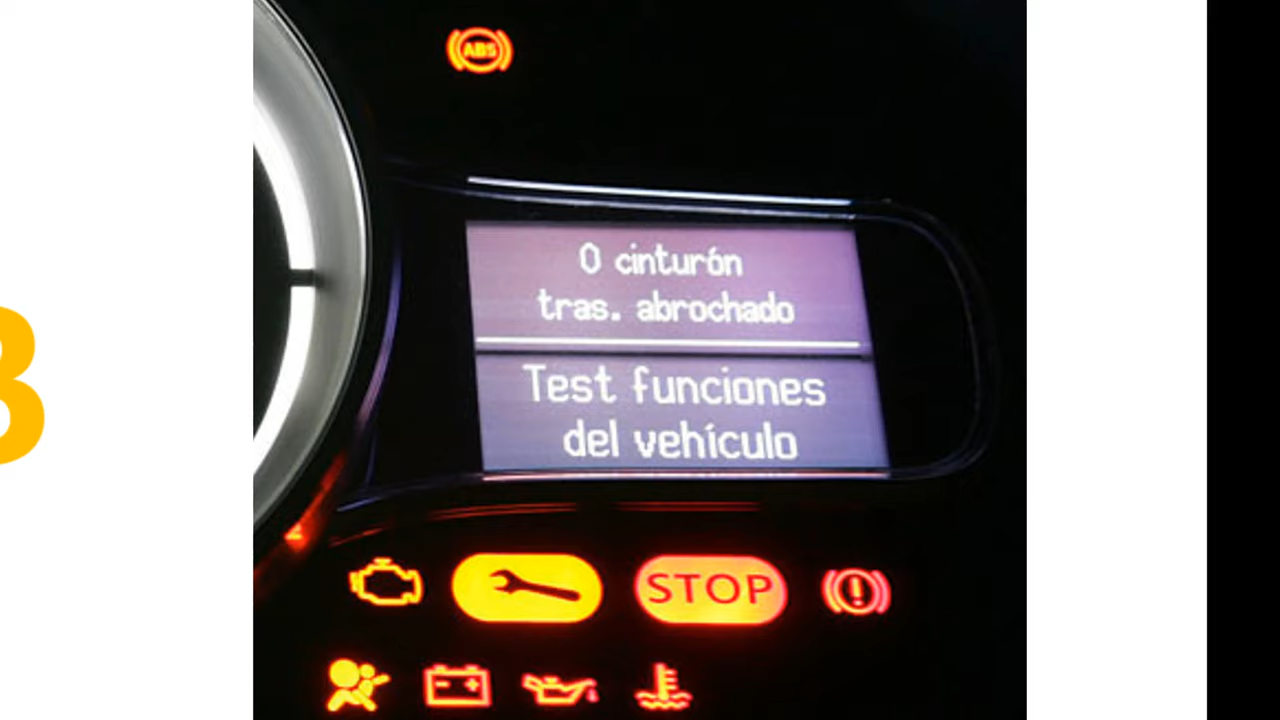 ABS
0 cinturón
tras. abrochado
Test funciones
del vehículo
STOP